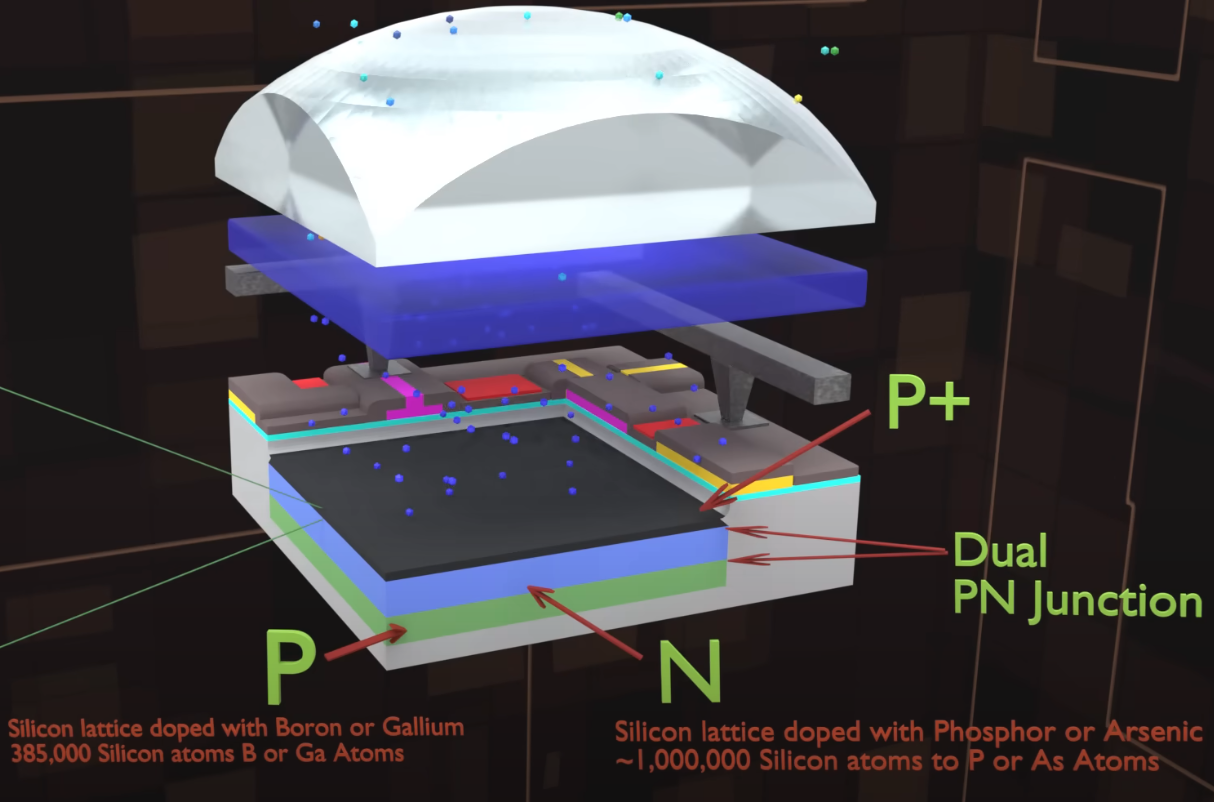 P+
Dual
PN Junction
P
N
Silicon lattice doped with Boron or Gallium
385,000 Silicon atoms B or Ga Atoms
Silicon lattice doped with Phosphor or Arsenic
~1,000,000 Silicon atoms to P or As Atoms